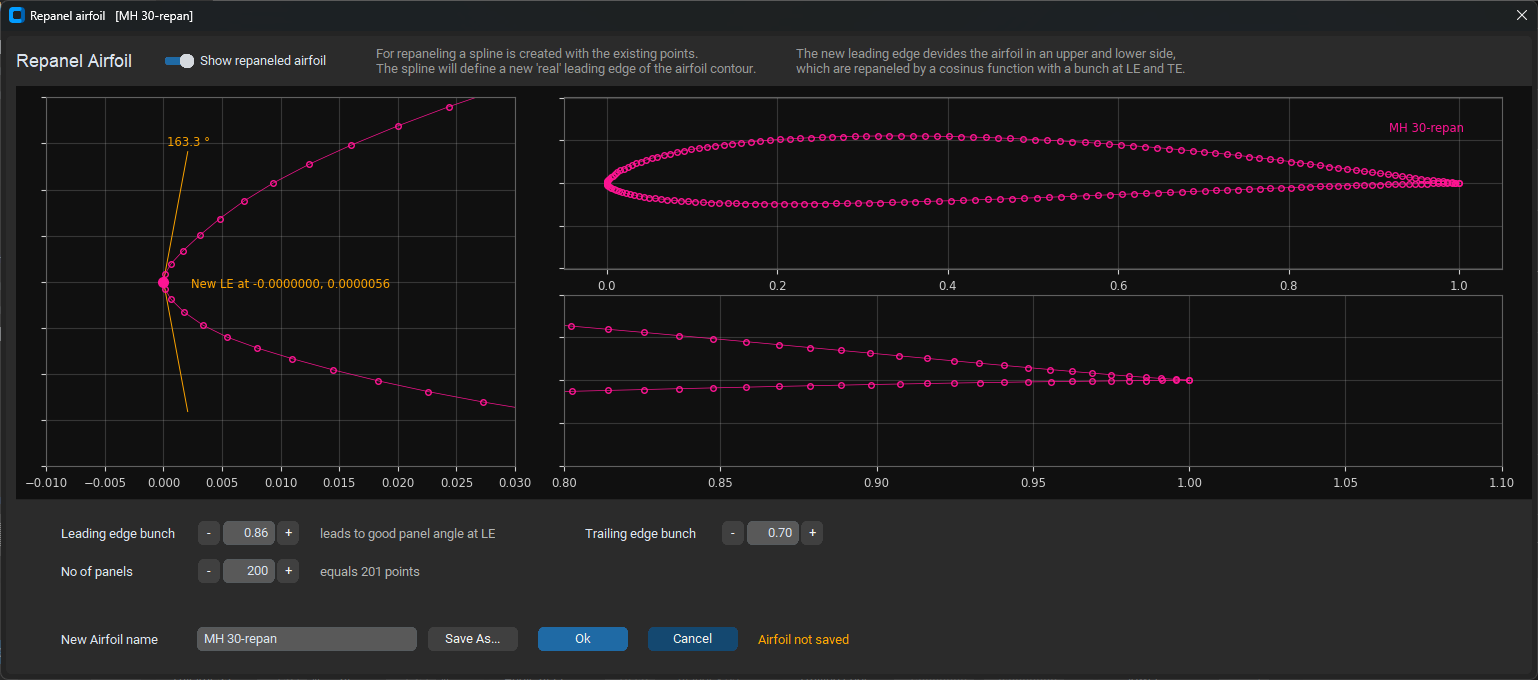 Repanel airfoil [MH 30-repan]
Repanel Airfoil
Show repaneled airfoil
For repaneling a spline is created with the existing points.
The spline will define a new 'real' leading edge of the airfoil contour.
The new leading edge devides the airfoil in an upper and lower side,
which are repaneled by a cosinus function with a bunch at LE and TE.
163.3 °
New LE at -0.0000000, 0.0000056
−0.010 −0.005 0.000 0.005 0.010 0.015 0.020 0.025 0.030
MH 30-repan
0.0 0.2 0.4 0.6 0.8 1.0
0.80 0.85 0.90 0.95 1.00 1.05 1.10
Leading edge bunch - 0.86 + leads to good panel angle at LE
Trailing edge bunch - 0.70 +
No of panels - 200 + equals 201 points
New Airfoil name MH 30-repan Save As... Ok Cancel Airfoil not saved